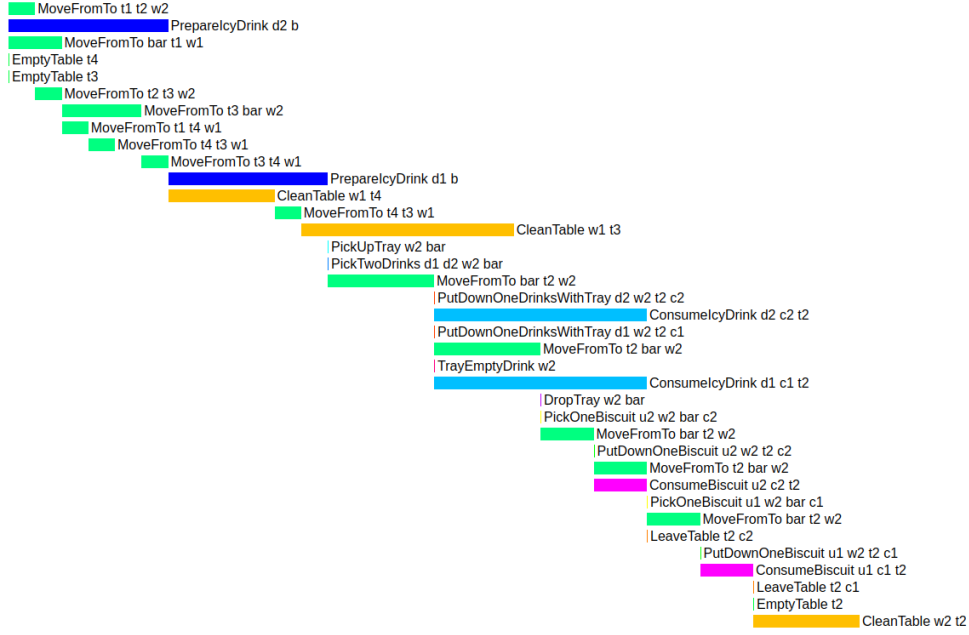 MoveFromTo t1 t2 w2
PrepareIcyDrink d2 b
MoveFromTo bar t1 w1
EmptyTable t4
EmptyTable t3
MoveFromTo t2 t3 w2
MoveFromTo t3 bar w2
MoveFromTo t1 t4 w1
MoveFromTo t4 t3 w1
MoveFromTo t3 t4 w1
PrepareIcyDrink d1 b
CleanTable w1 t4
MoveFromTo t4 t3 w1
CleanTable w1 t3
PickUpTray w2 bar
PickTwoDrinks d1 d2 w2 bar
MoveFromTo bar t2 w2
PutDownOneDrinksWithTray d2 w2 t2 c2
ConsumeIcyDrink d2 c2 t2
PutDownOneDrinksWithTray d1 w2 t2 c1
MoveFromTo t2 bar w2
TrayEmptyDrink w2
ConsumeIcyDrink d1 c1 t2
DropTray w2 bar
PickOneBiscuit u2 w2 bar c2
MoveFromTo bar t2 w2
PutDownOneBiscuit u2 w2 t2 c2
MoveFromTo t2 bar w2
ConsumeBiscuit u2 c2 t2
PickOneBiscuit u1 w2 bar c1
MoveFromTo bar t2 w2
LeaveTable t2 c2
PutDownOneBiscuit u1 w2 t2 c1
ConsumeBiscuit u1 c1 t2
LeaveTable t2 c1
EmptyTable t2
CleanTable w2 t2